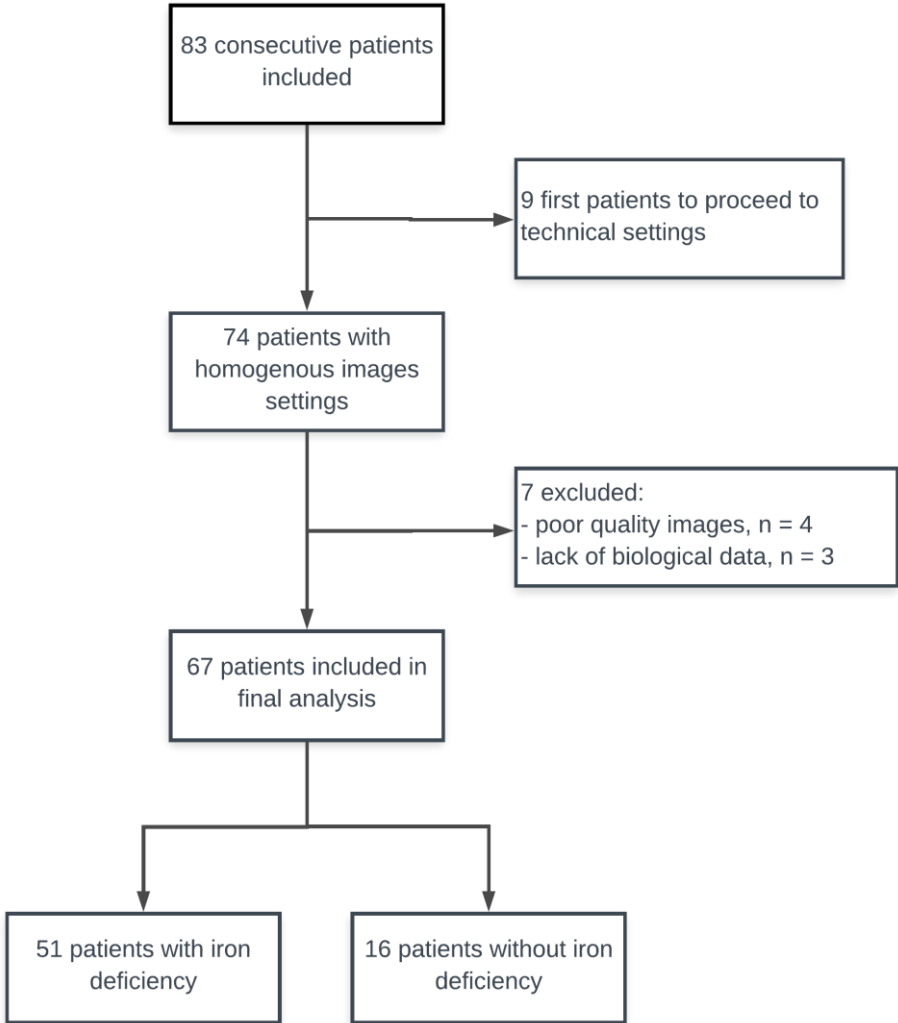 83 consecutive patients
included
9 first patients to proceed to
technical settings
74 patients with
homogenous images
settings
7 excluded:
- poor quality images, n = 4
- lack of biological data, n = 3
67 patients included in
final analysis
51 patients with iron
deficiency
16 patients without iron
deficiency